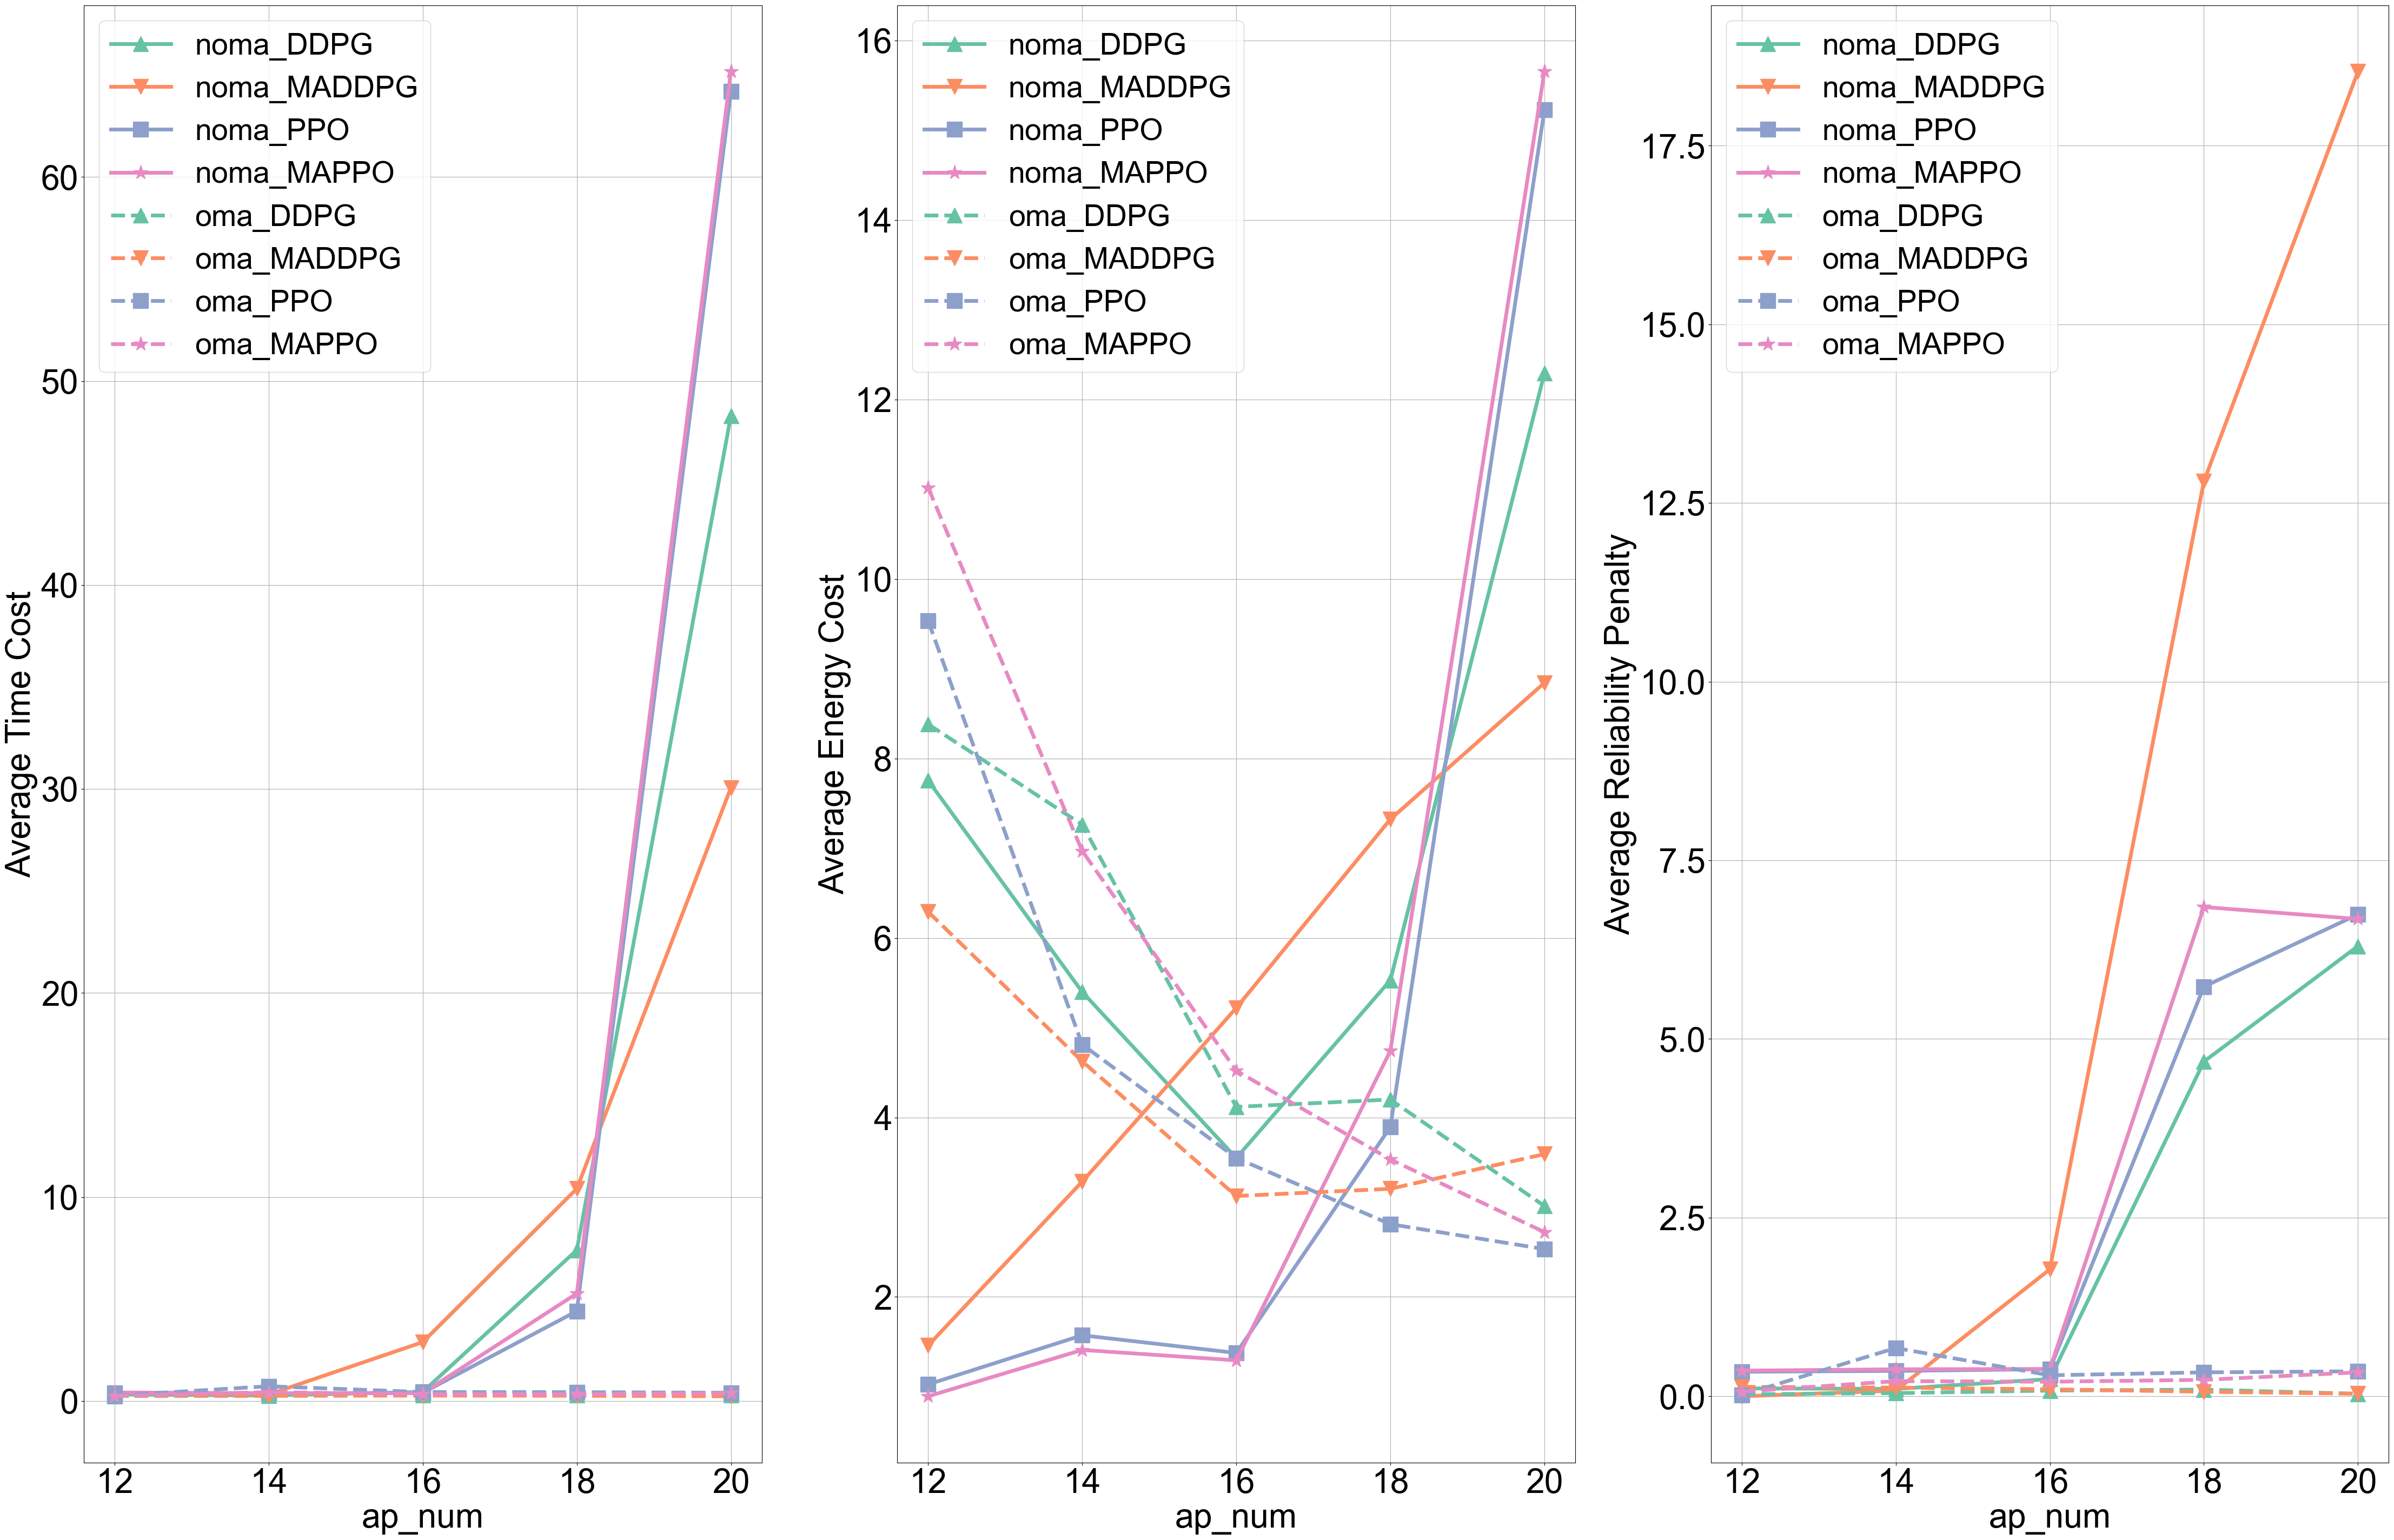 noma_DDPG
noma_MADDPG
noma_PPO
noma_MAPPO
oma_DDPG
oma_MADDPG
oma_PPO
oma_MAPPO
60
50
40
30
20
10
0
Average Time Cost
12 14 16 18 20
ap_num
noma_DDPG
noma_MADDPG
noma_PPO
noma_MAPPO
oma_DDPG
oma_MADDPG
oma_PPO
oma_MAPPO
16
14
12
10
8
6
4
2
Average Energy Cost
12 14 16 18 20
ap_num
noma_DDPG
noma_MADDPG
noma_PPO
noma_MAPPO
oma_DDPG
oma_MADDPG
oma_PPO
oma_MAPPO
17.5
15.0
12.5
10.0
7.5
5.0
2.5
0.0
Average Reliability Penalty
12 14 16 18 20
ap_num